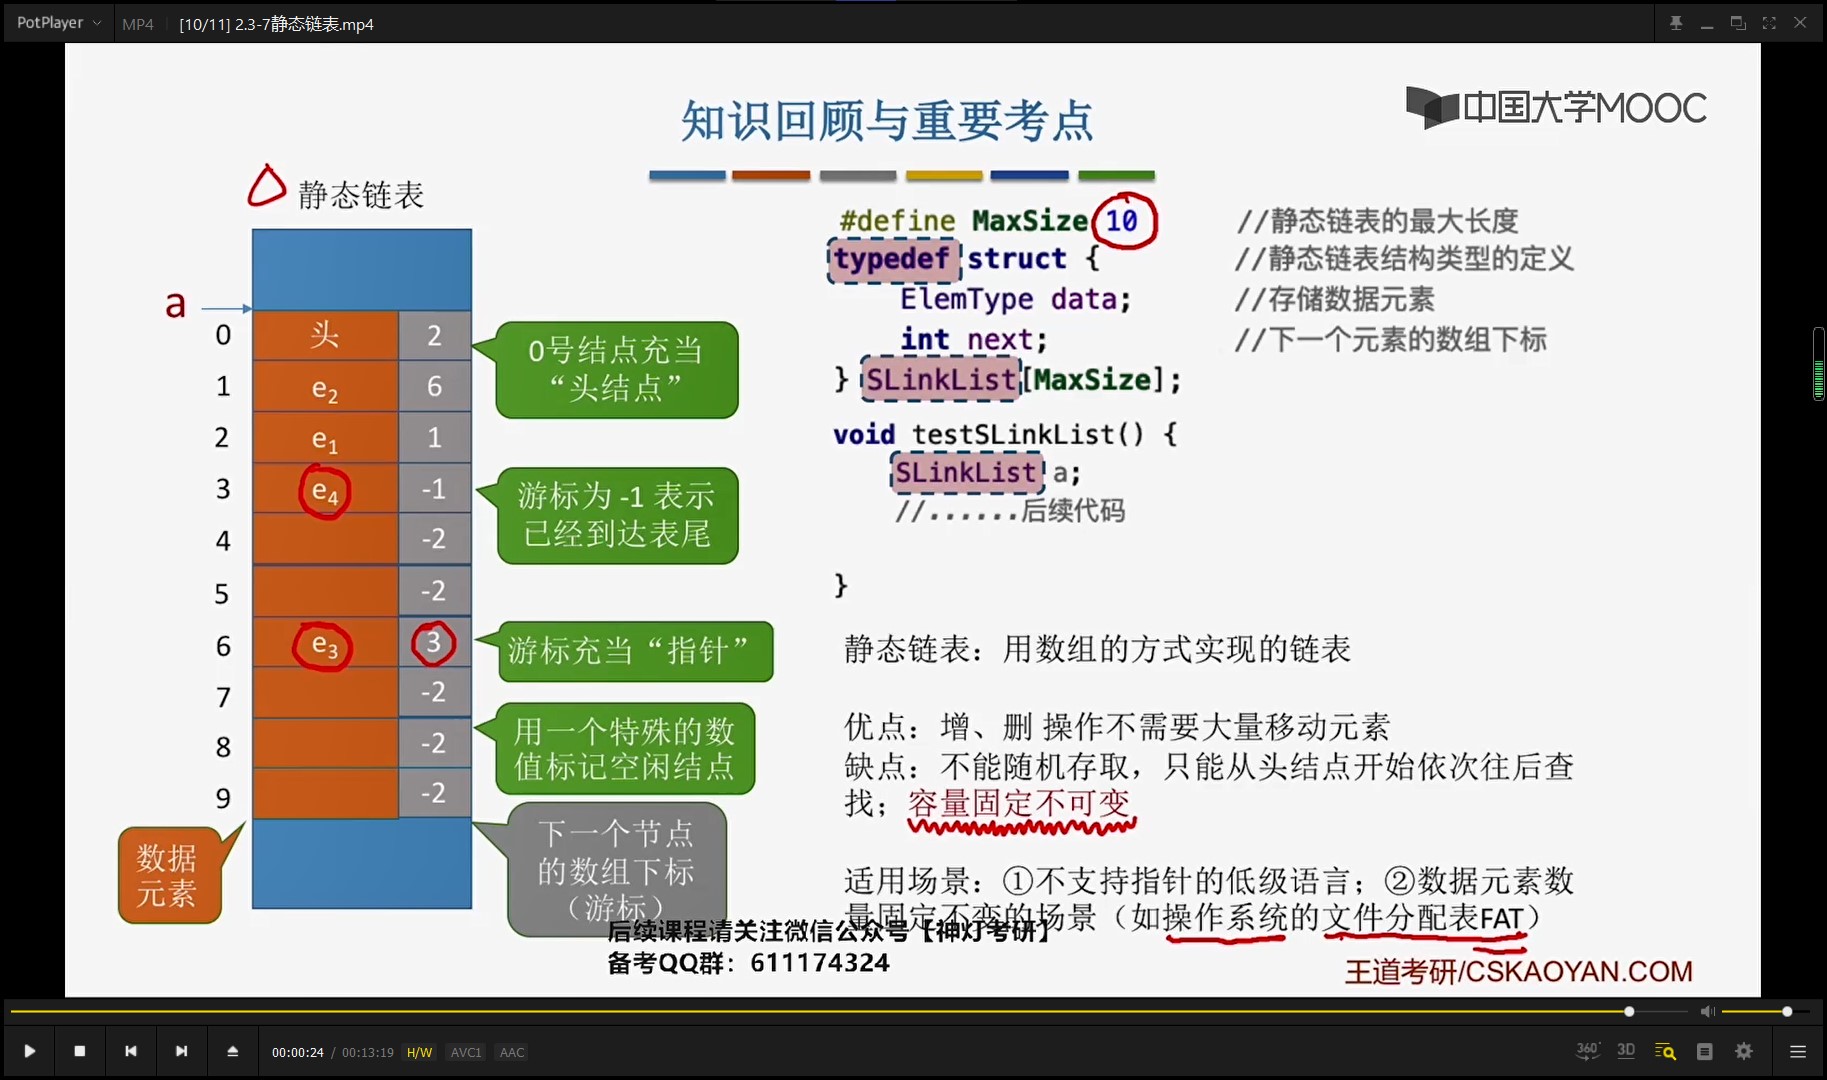 PotPlayer MP4 [10/11] 2.3-7静态链表.mp4
中国大学MOOC
知识回顾与重要考点
静态链表
a
0 头 2
1 e₂ 6
2 e₁ 1
3 e₄ -1
4 -2
5 -2
6 e₃ 3
7 -2
8 -2
9 -2
0号结点充当
“头结点”
游标为 -1 表示
已经到达表尾
游标充当“指针”
用一个特殊的数
值标记空闲结点
下一个节点
的数组下标
（游标）
数据
元素
#define MaxSize 10 //静态链表的最大长度
typedef struct { //静态链表结构类型的定义
ElemType data; //存储数据元素
int next; //下一个元素的数组下标
} SLinkList[MaxSize];
void testSLinkList() {
SLinkList a;
//......后续代码
}
静态链表：用数组的方式实现的链表
优点：增、删 操作不需要大量移动元素
缺点：不能随机存取，只能从头结点开始依次往后查
找；容量固定不可变
适用场景：①不支持指针的低级语言；②数据元素数
量固定不变的场景（如操作系统的文件分配表FAT）
后续课程请关注微信公众号【神灯考研】
备考QQ群：611174324
王道考研/CSKAOYAN.COM
00:00:24 / 00:13:19 H/W AVC1 AAC
360° 3D